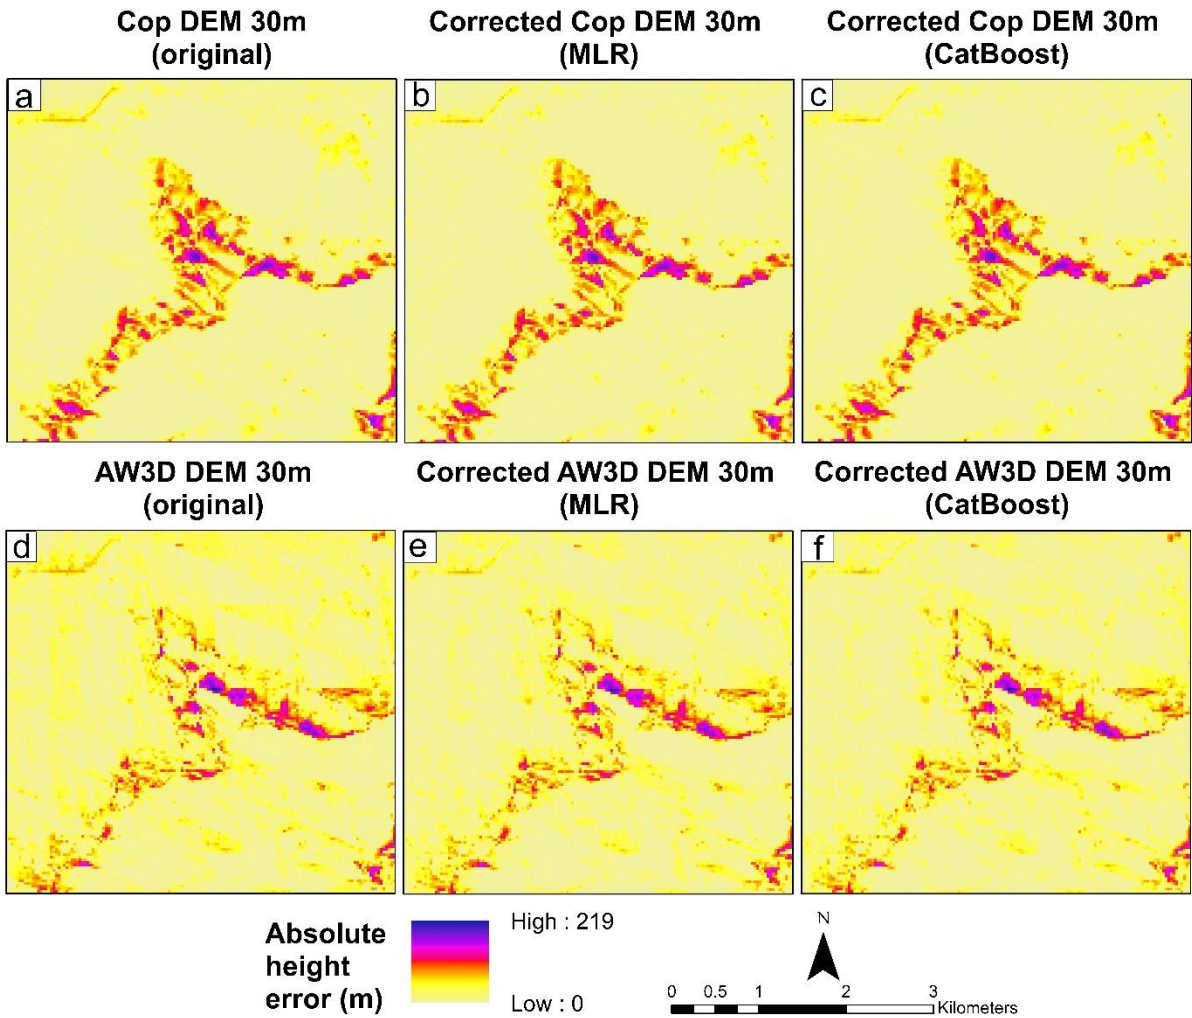 Cop DEM 30m
(original)
Corrected Cop DEM 30m
(MLR)
Corrected Cop DEM 30m
(CatBoost)
a
b
c
AW3D DEM 30m
(original)
Corrected AW3D DEM 30m
(MLR)
Corrected AW3D DEM 30m
(CatBoost)
d
e
f
Absolute
height
error (m)
High : 219
Low : 0
N
0 0.5 1 2 3
Kilometers